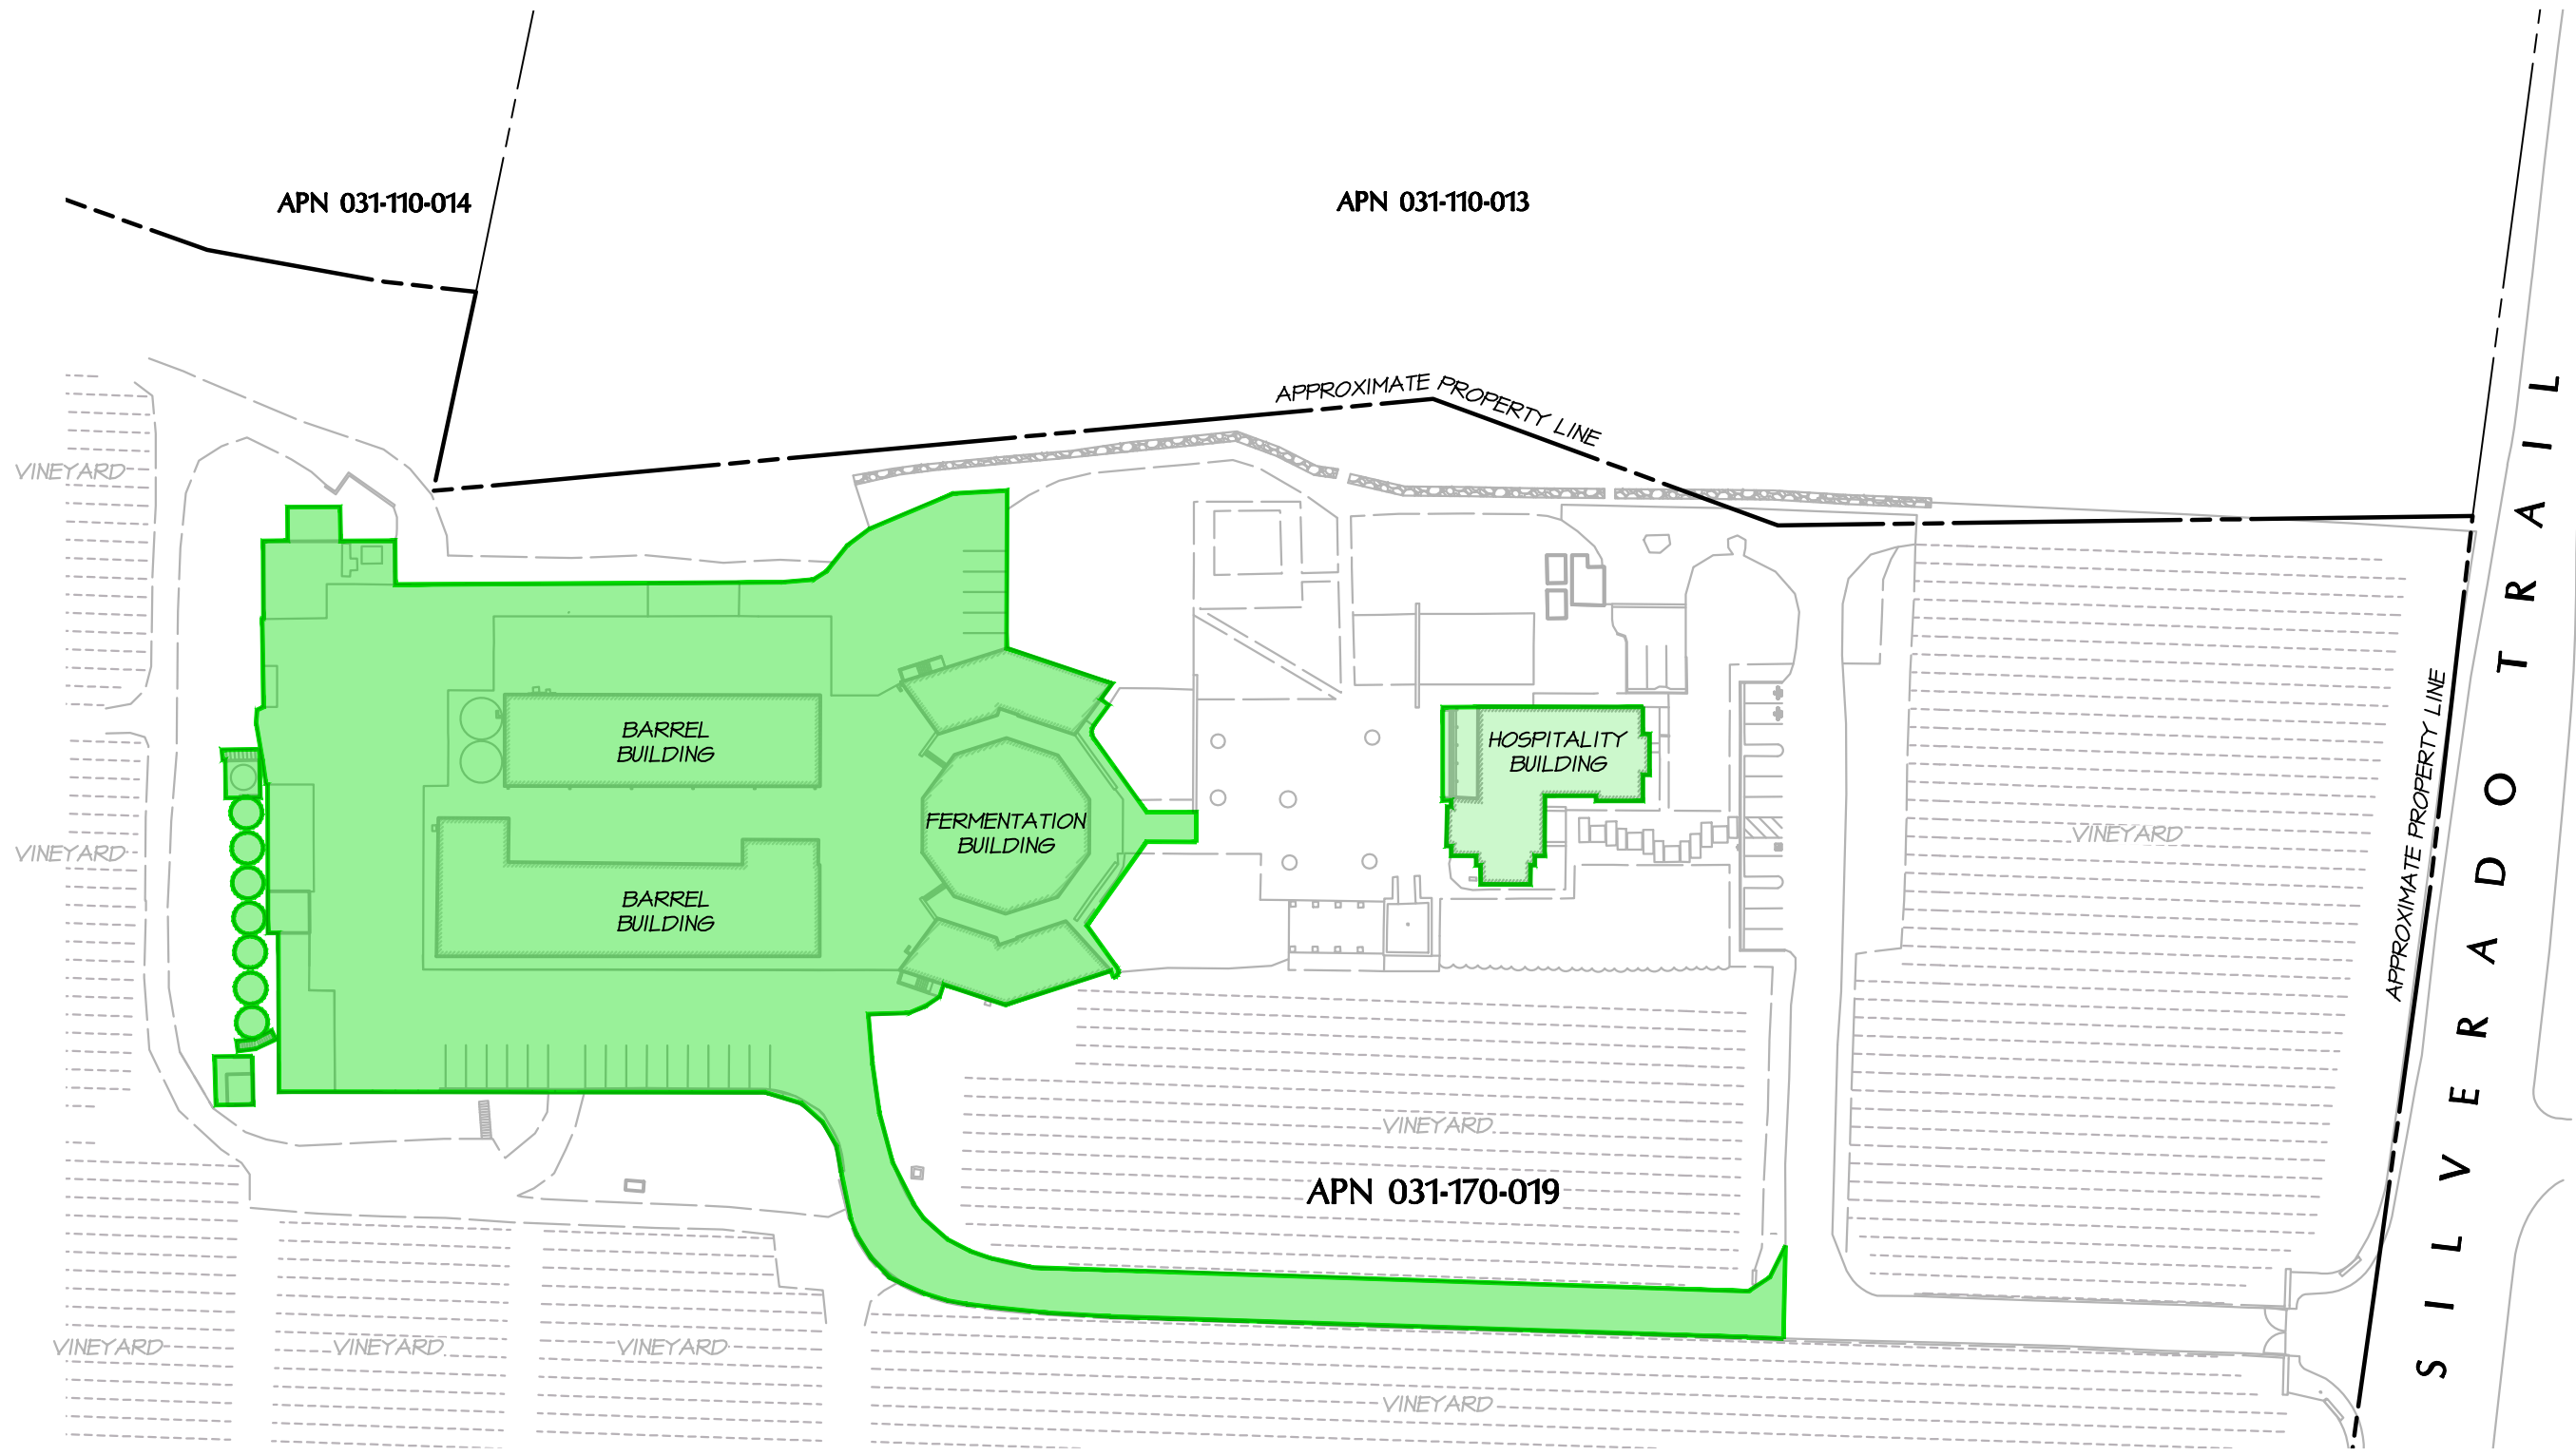 APN 031-110-014
APN 031-110-013
APPROXIMATE PROPERTY LINE
VINEYARD
BARREL
BUILDING
HOSPITALITY
BUILDING
FERMENTATION
BUILDING
VINEYARD
VINEYARD
BARREL
BUILDING
APPROXIMATE PROPERTY LINE
SILVERADO TRAIL
VINEYARD
APN 031-170-019
VINEYARD
VINEYARD
VINEYARD
VINEYARD